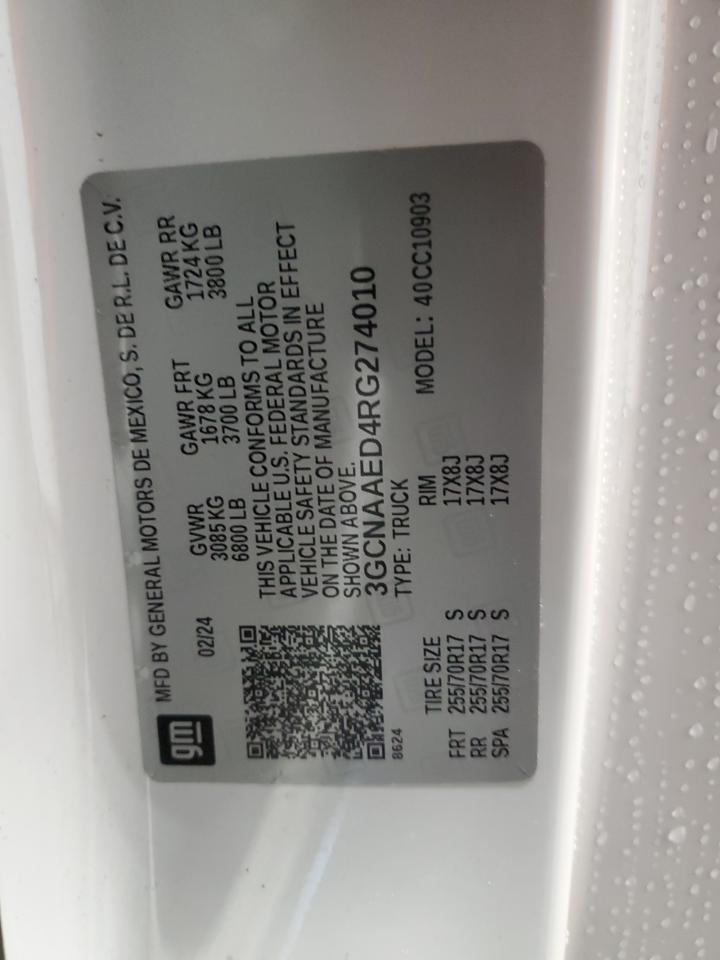 gm
MFD BY GENERAL MOTORS DE MEXICO, S. DE R.L. DE C.V.
02/24
GVWR GAWR FRT GAWR RR
3085 KG 1678 KG 1724 KG
6800 LB 3700 LB 3800 LB
THIS VEHICLE CONFORMS TO ALL
APPLICABLE U.S. FEDERAL MOTOR
VEHICLE SAFETY STANDARDS IN EFFECT
ON THE DATE OF MANUFACTURE
SHOWN ABOVE.
3GCNAAED4RG274010
TYPE: TRUCK
8624
MODEL: 40CC10903
TIRE SIZE RIM
FRT 255/70R17 S 17X8J
RR 255/70R17 S 17X8J
SPA 255/70R17 S 17X8J